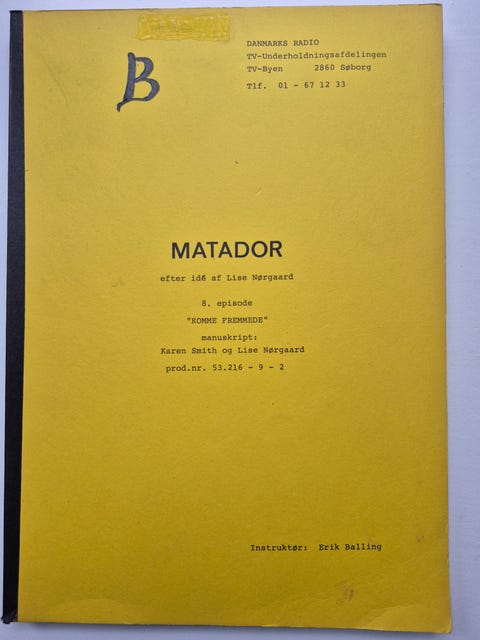 B
DANMARKS RADIO
TV-Underholdningsafdelingen
TV-Byen 2860 Søborg
Tlf. 01 - 67 12 33
MATADOR
efter idé af Lise Nørgaard
8. episode
"KOMME FREMMEDE"
manuskript:
Karen Smith og Lise Nørgaard
prod.nr. 53.216 - 9 - 2
Instruktør: Erik Balling